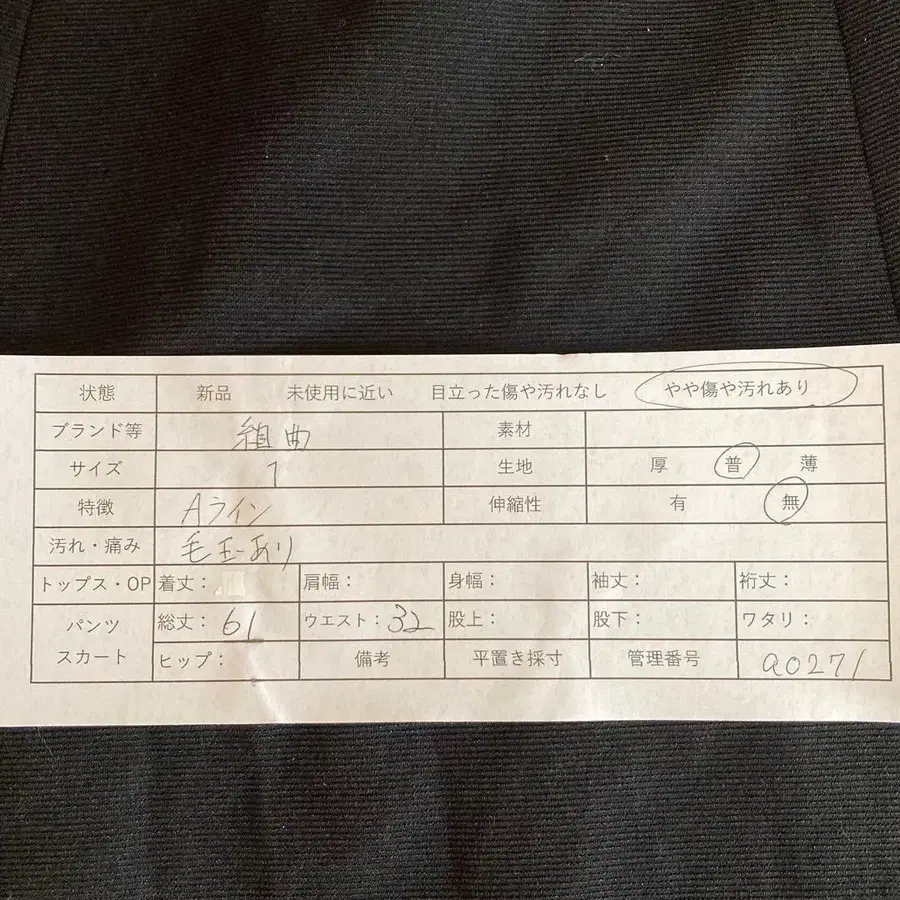 状態 新品 未使用に近い 目立った傷や汚れなし やや傷や汚れあり
ブランド等 組曲 素材
サイズ 1 生地 厚 普 薄
特徴 Aライン 伸縮性 有 無
汚れ・痛み 毛玉あり
トップス・OP 着丈： 肩幅： 身幅： 袖丈： 裄丈：
パンツ 総丈：61 ウエスト：32 股上： 股下： ワタリ：
スカート ヒップ： 備考 平置き採寸 管理番号 a0271